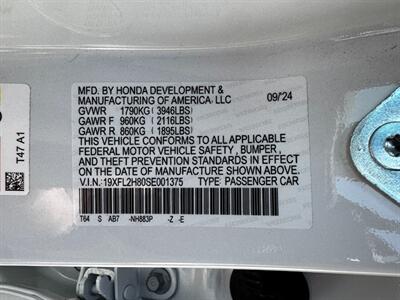 MFD. BY HONDA DEVELOPMENT &
MANUFACTURING OF AMERICA, LLC 09/24
GVWR 1790KG (3946LBS)
GAWR F 960KG (2116LBS)
GAWR R 860KG (1895LBS)
THIS VEHICLE CONFORMS TO ALL APPLICABLE
FEDERAL MOTOR VEHICLE SAFETY, BUMPER,
AND THEFT PREVENTION STANDARDS IN EFFECT
ON THE DATE OF MANUFACTURE SHOWN ABOVE.
V.I.N.: 19XFL2H80SE001375 TYPE: PASSENGER CAR
T64 S AB7 -NH883P -Z -E
T47 A1